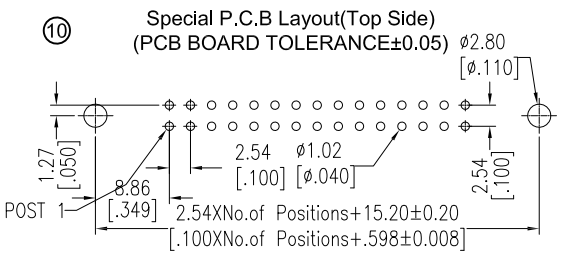 ⑩
Special P.C.B Layout(Top Side)
(PCB BOARD TOLERANCE±0.05)
ø2.80
[ø.110]
1.27
[.050]
2.54
[.100]
ø1.02
[ø.040]
2.54
[.100]
8.86
[.349]
POST 1
2.54XNo.of Positions+15.20±0.20
[.100XNo.of Positions+.598±0.008]